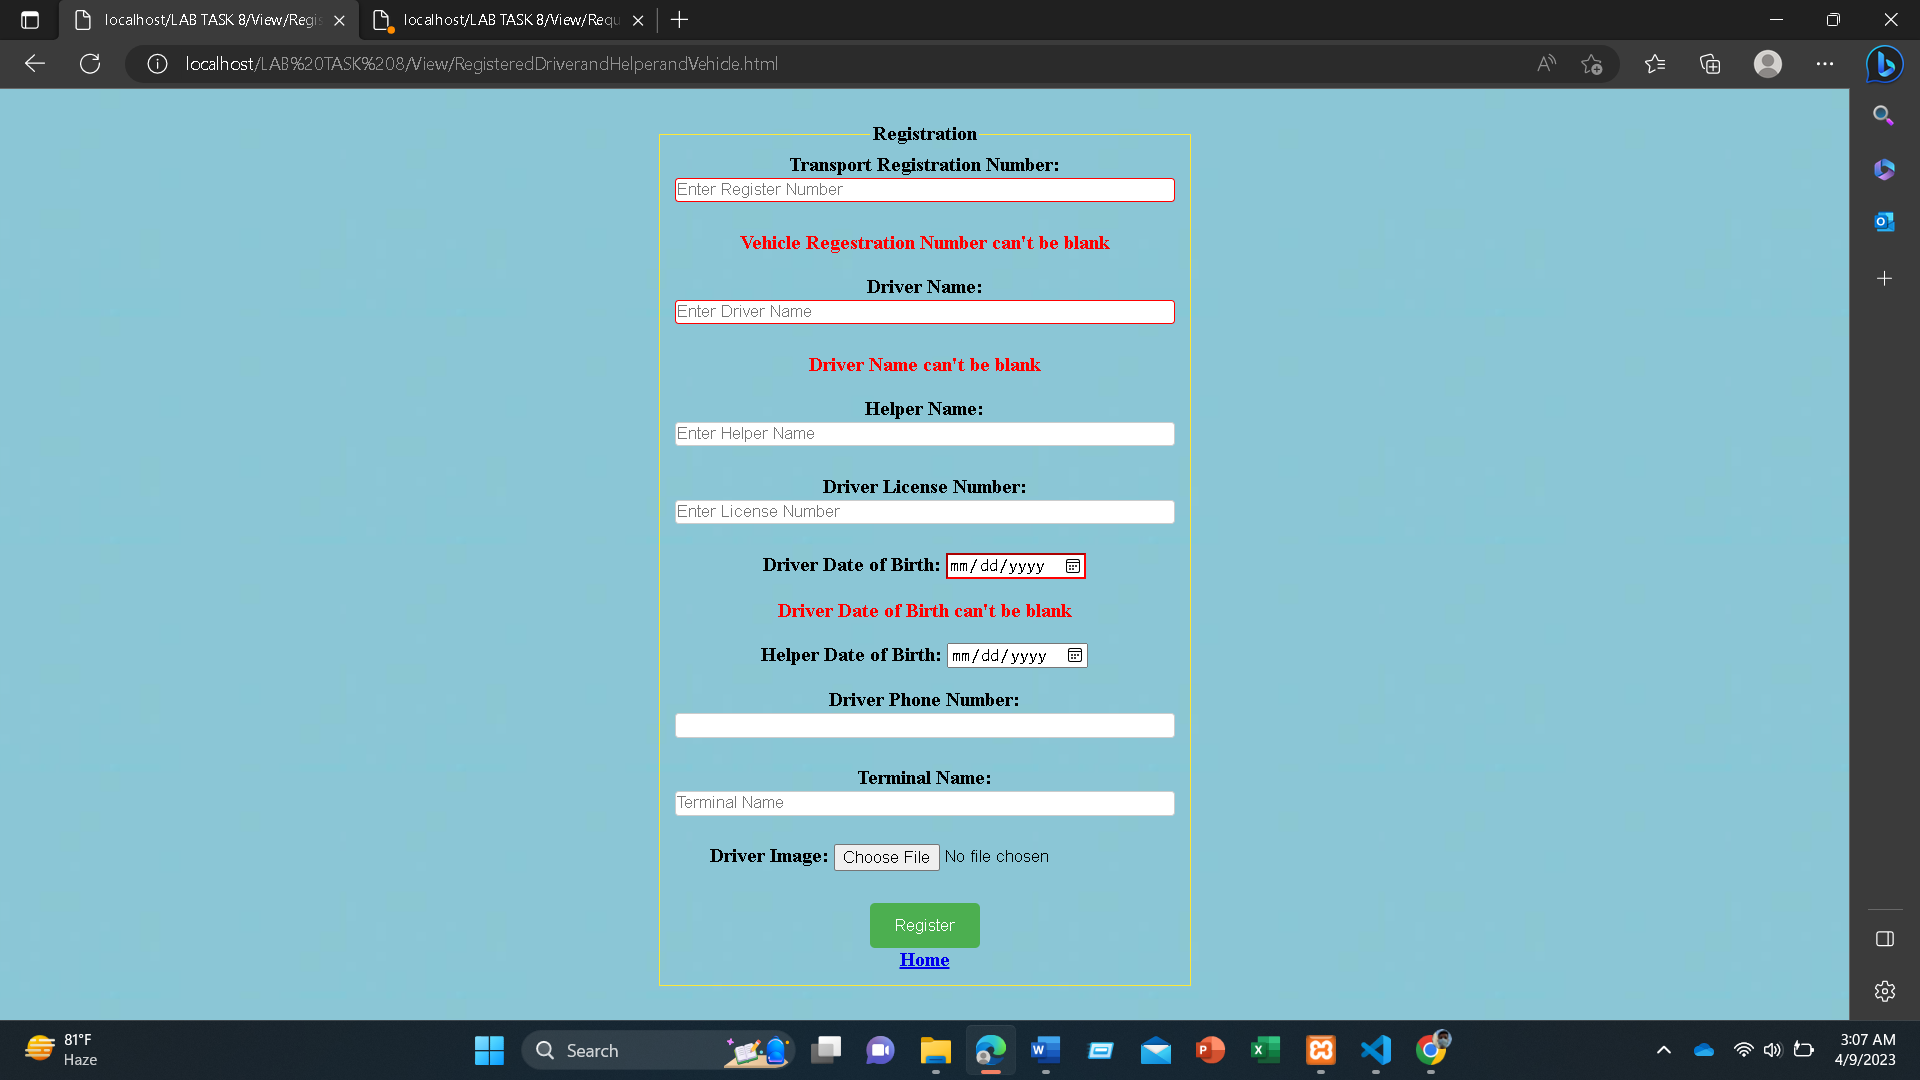 localhost/LAB TASK 8/View/Regis
localhost/LAB TASK 8/View/Requ
localhost/LAB%20TASK%208/View/RegisteredDriverandHelperandVehicle.html
Registration
Transport Registration Number:
Enter Register Number
Vehicle Regestration Number can't be blank
Driver Name:
Enter Driver Name
Driver Name can't be blank
Helper Name:
Enter Helper Name
Driver License Number:
Enter License Number
Driver Date of Birth: mm/dd/yyyy
Driver Date of Birth can't be blank
Helper Date of Birth: mm/dd/yyyy
Driver Phone Number:
Terminal Name:
Terminal Name
Driver Image: Choose File No file chosen
Register
Home
81°F
Haze
Search
3:07 AM
4/9/2023